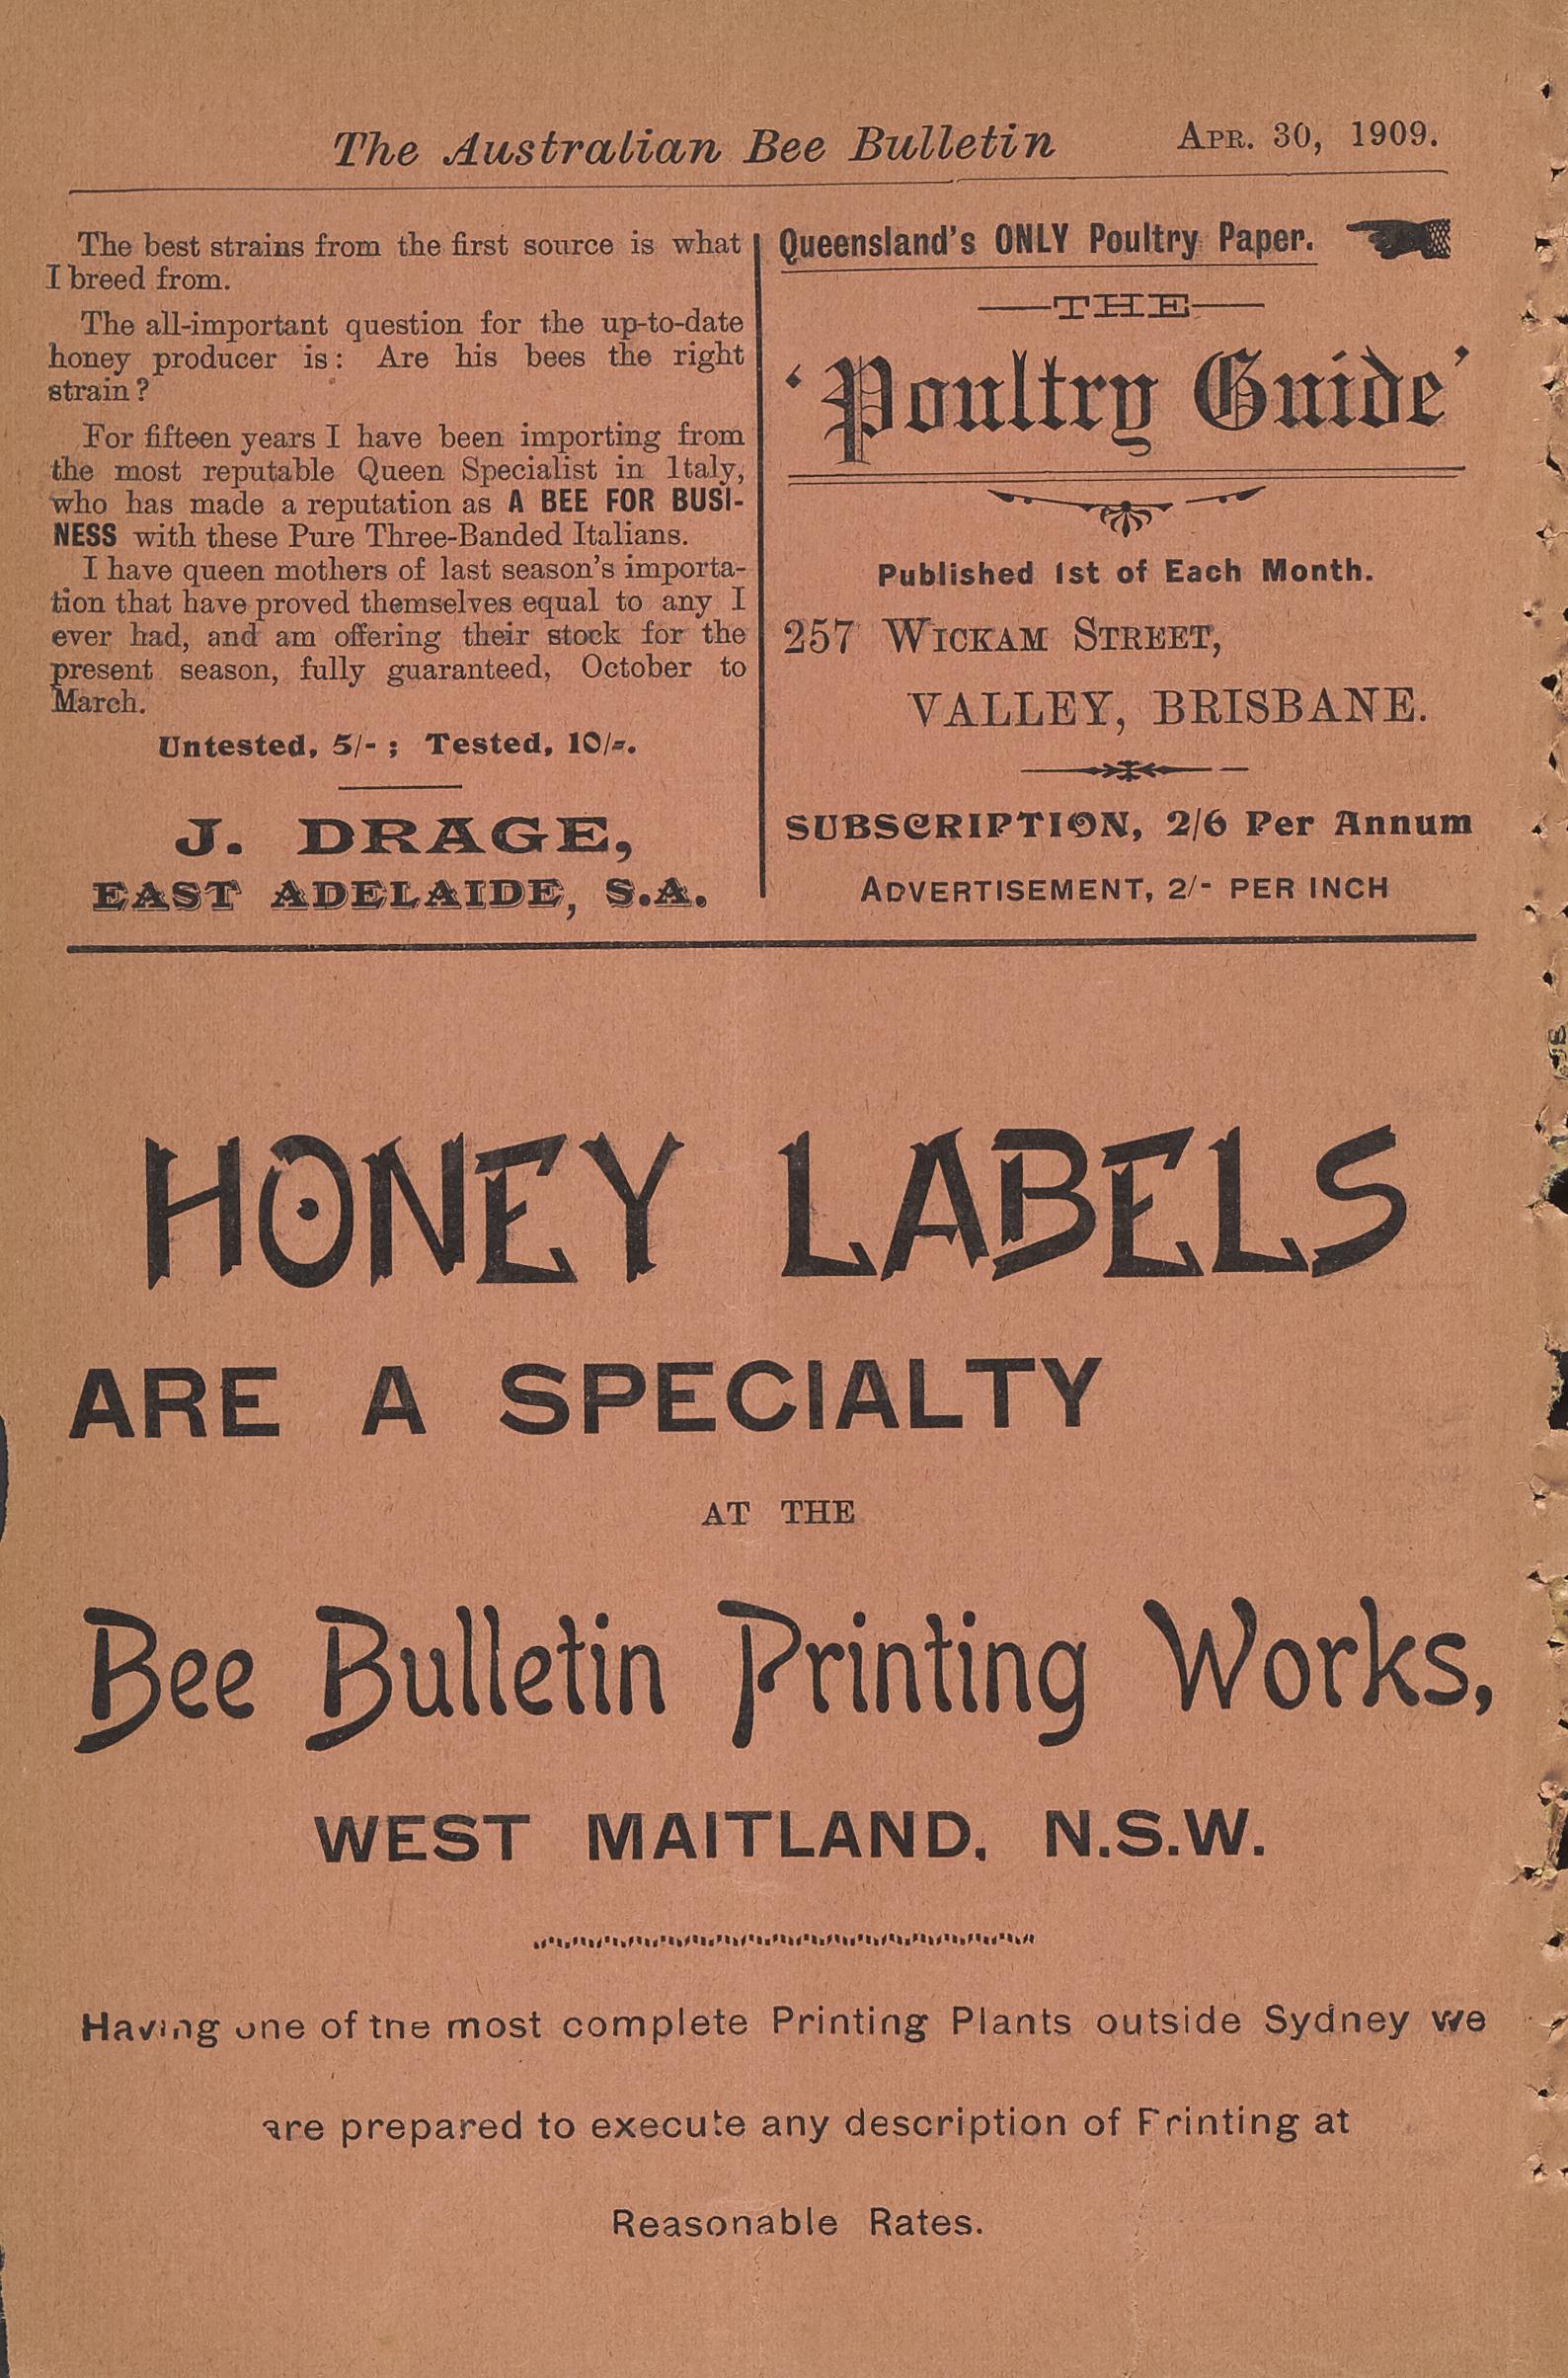 The Australian Bee Bulletin APR. 30, 1909.
The best strains from the first source is what
I breed from.
The all-important question for the up-to-date
honey producer is: Are his bees the right
strain?
For fifteen years I have been importing from
the most reputable Queen Specialist in Italy,
who has made a reputation as A BEE FOR BUSI-
NESS with these Pure Three-Banded Italians.
I have queen mothers of last season's importa-
tion that have proved themselves equal to any I
ever had, and am offering their stock for the
present season, fully guaranteed, October to
March.
Untested, 5/-; Tested, 10/-.
J. DRAGE,
EAST ADELAIDE, S.A.
Queensland's ONLY Poultry Paper.
THE
'Poultry Guide'
Published 1st of Each Month.
257 WICKAM STREET,
VALLEY, BRISBANE.
SUBSCRIPTION, 2/6 Per Annum
ADVERTISEMENT, 2/- PER INCH
HONEY LABELS
ARE A SPECIALTY
AT THE
Bee Bulletin Printing Works,
WEST MAITLAND, N.S.W.
Having one of the most complete Printing Plants outside Sydney we
are prepared to execute any description of Printing at
Reasonable Rates.